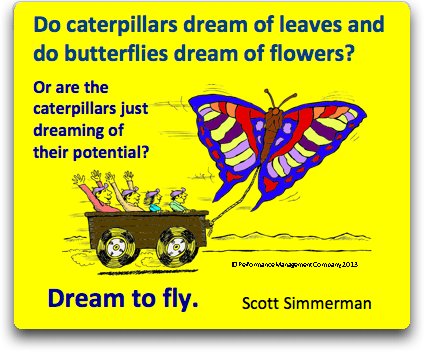 Do caterpillars dream of leaves and
do butterflies dream of flowers?
Or are the
caterpillars just
dreaming of
their potential?
© Performance Management Company 2013
Dream to fly.
Scott Simmerman